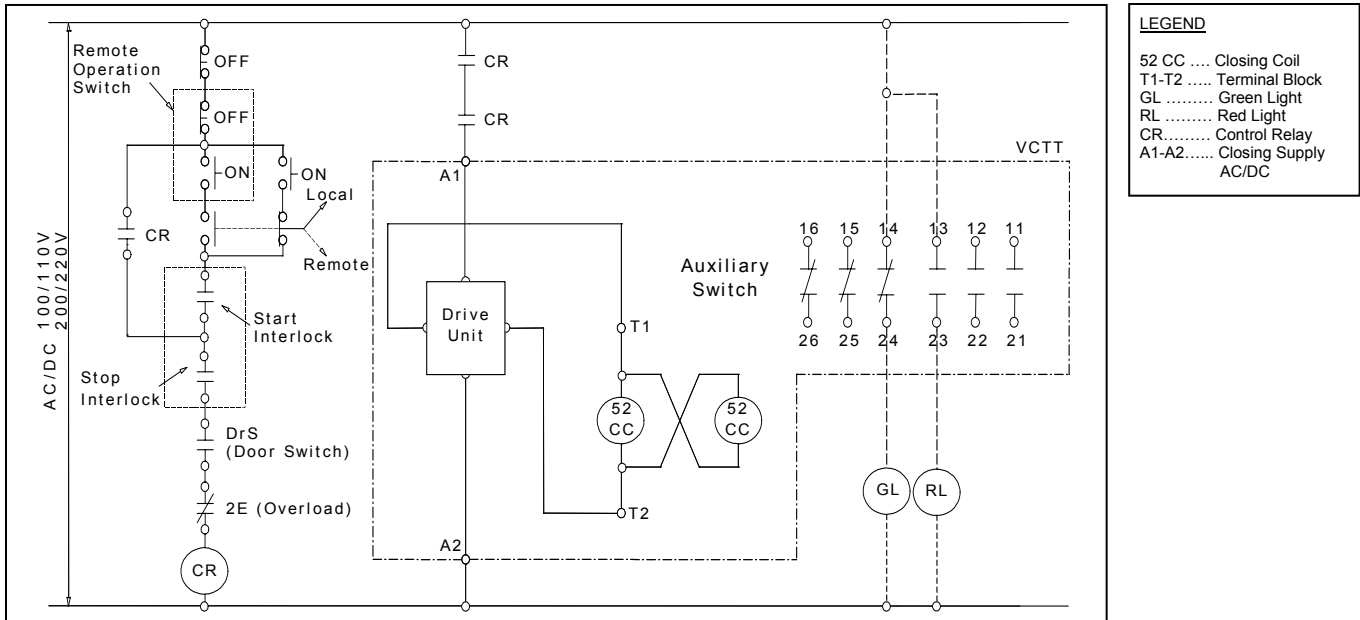 AC/DC 100/110V
200/220V
Remote
Operation
Switch
OFF
OFF
ON
ON
Local
Remote
CR
Start
Interlock
Stop
Interlock
DrS
(Door Switch)
2E (Overload)
CR
CR
CR
VCTT
A1
Drive
Unit
T1
52
CC
52
CC
T2
A2
Auxiliary
Switch
16 15 14 13 12 11
26 25 24 23 22 21
GL
RL
LEGEND
52 CC .... Closing Coil
T1-T2 ..... Terminal Block
GL ......... Green Light
RL ......... Red Light
CR......... Control Relay
A1-A2...... Closing Supply
AC/DC